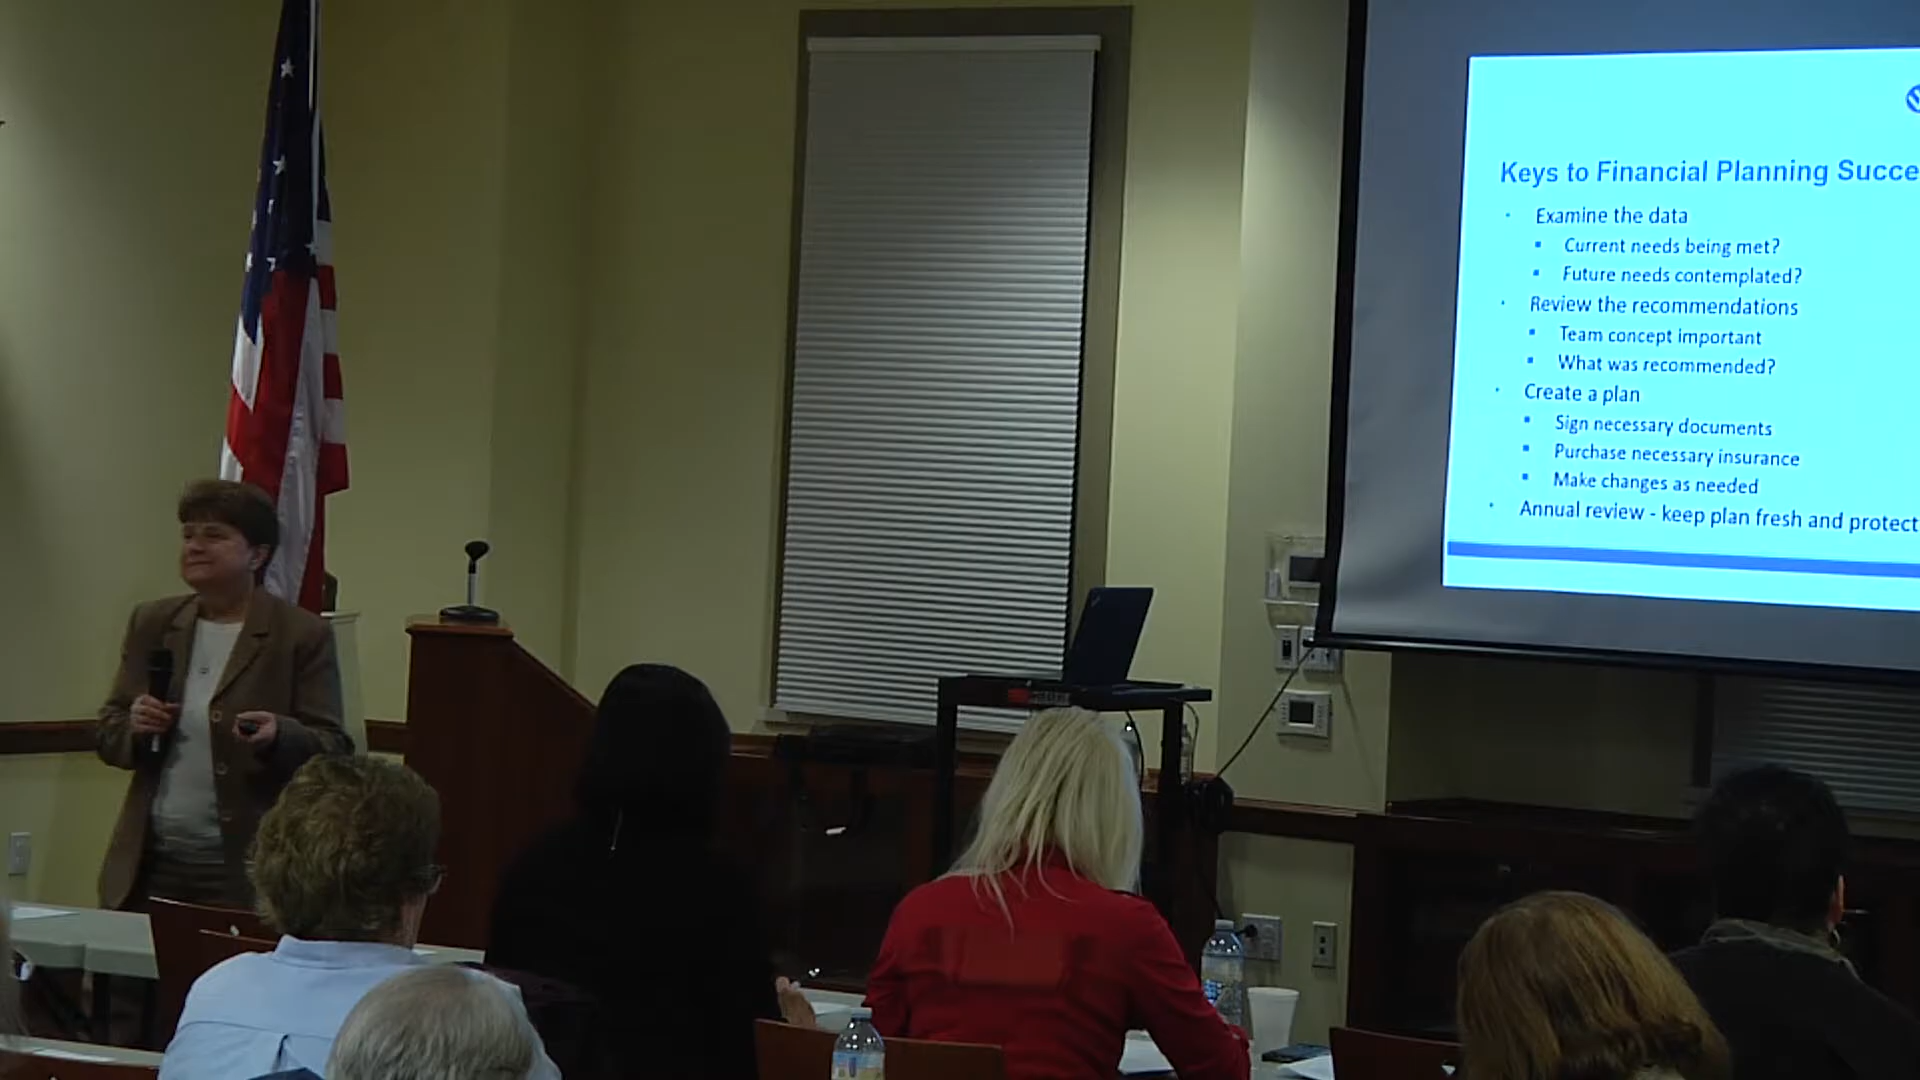 Keys to Financial Planning Succe
Examine the data
Current needs being met?
Future needs contemplated?
Review the recommendations
Team concept important
What was recommended?
Create a plan
Sign necessary documents
Purchase necessary insurance
Make changes as needed
Annual review - keep plan fresh and protect